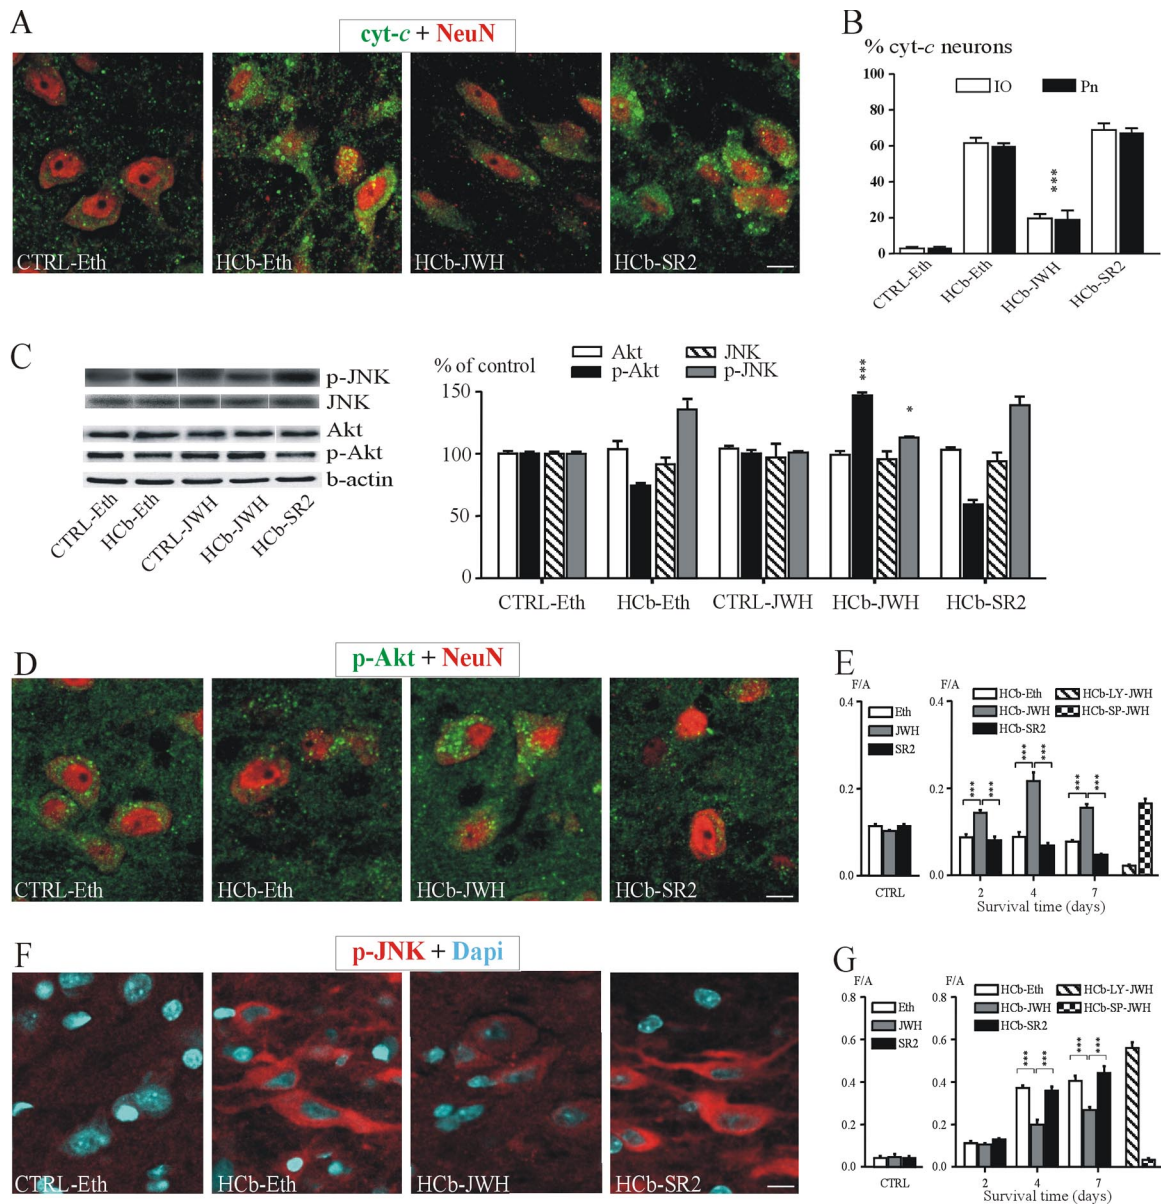 A
cyt-c + NeuN
CTRL-Eth
HCb-Eth
HCb-JWH
HCb-SR2
B
% cyt-c neurons
100
80
60
40
20
0
IO
Pn
***
CTRL-Eth
HCb-Eth
HCb-JWH
HCb-SR2
C
p-JNK
JNK
Akt
p-Akt
b-actin
CTRL-Eth
HCb-Eth
CTRL-JWH
HCb-JWH
HCb-SR2
% of control
Akt
JNK
p-Akt
p-JNK
150
100
50
0
***
*
CTRL-Eth
HCb-Eth
CTRL-JWH
HCb-JWH
HCb-SR2
D
p-Akt + NeuN
CTRL-Eth
HCb-Eth
HCb-JWH
HCb-SR2
E
F/A
0.4
0.2
0.0
Eth
JWH
SR2
CTRL
F/A
0.4
0.2
0.0
HCb-Eth
HCb-LY-JWH
HCb-JWH
HCb-SP-JWH
HCb-SR2
*** ***
*** ***
*** ***
2 4 7
Survival time (days)
F
p-JNK + Dapi
CTRL-Eth
HCb-Eth
HCb-JWH
HCb-SR2
G
F/A
0.8
0.6
0.4
0.2
0.0
Eth
JWH
SR2
CTRL
F/A
0.8
0.6
0.4
0.2
0.0
HCb-Eth
HCb-LY-JWH
HCb-JWH
HCb-SP-JWH
HCb-SR2
*** ***
*** ***
2 4 7
Survival time (days)